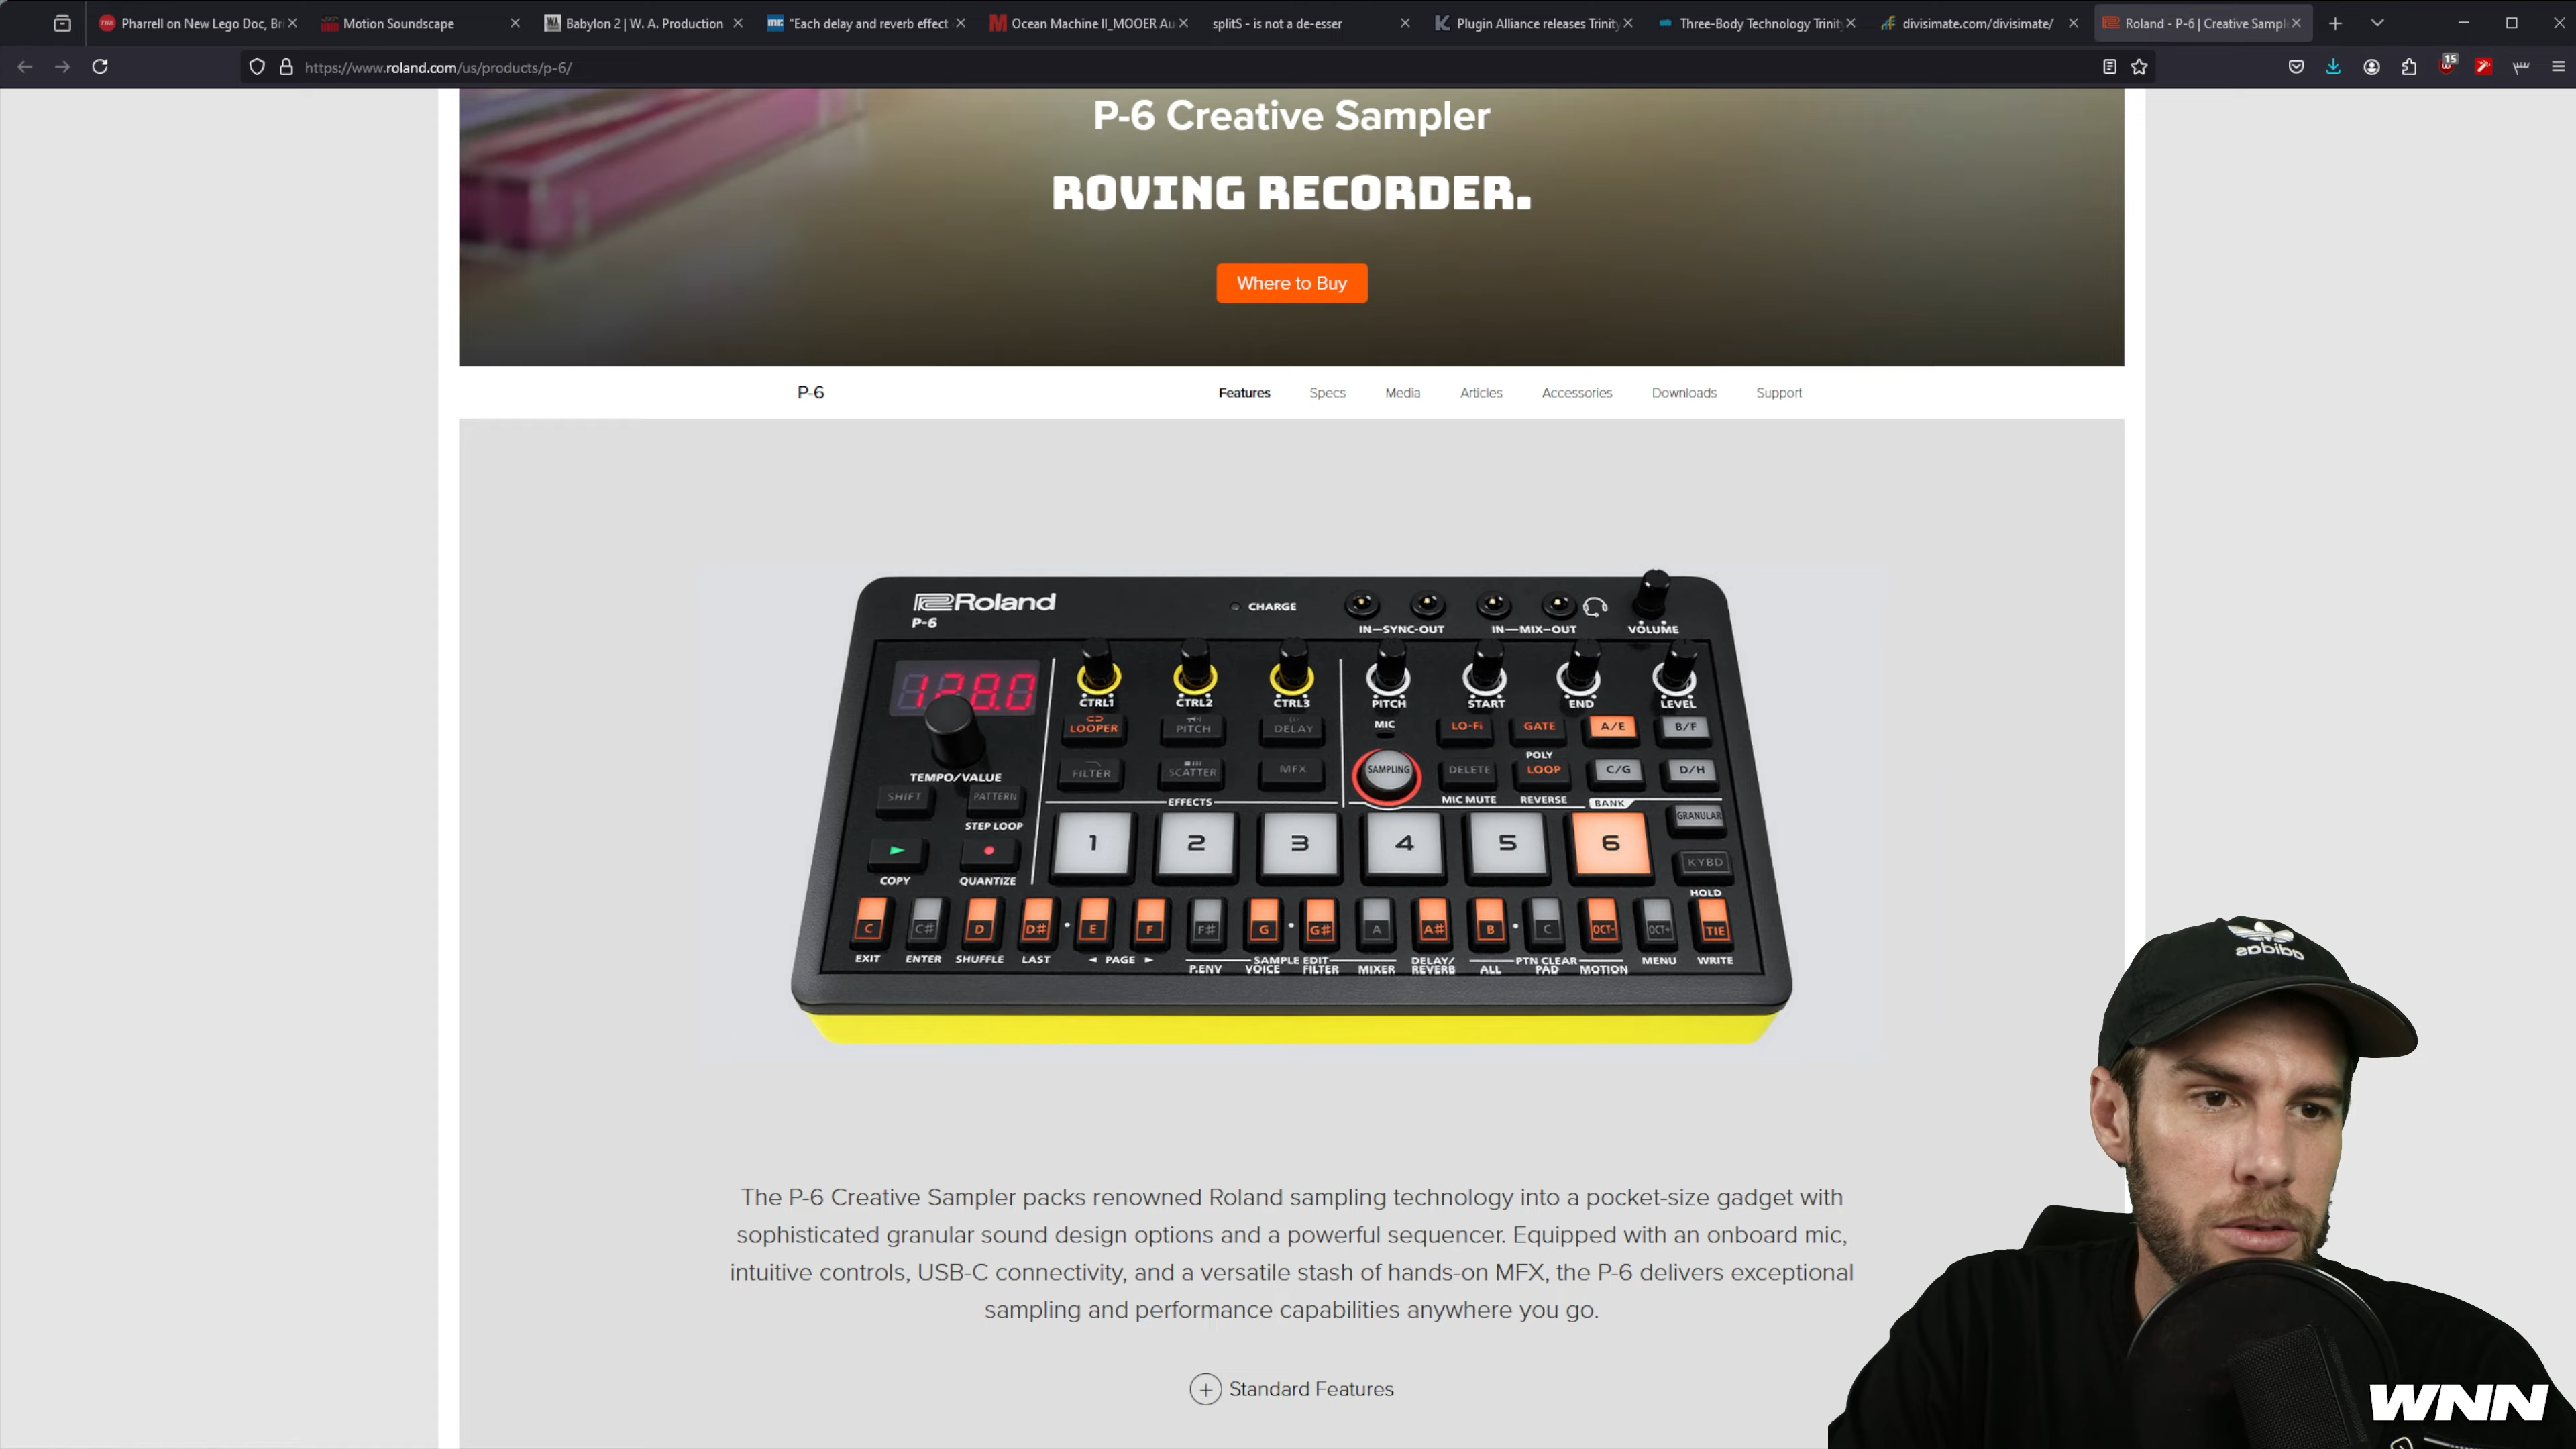 Pharrell on New Lego Doc, Bri
Motion Soundscape
Babylon 2 | W. A. Production
"Each delay and reverb effect
Ocean Machine II_MOOER Au
splitS - is not a de-esser
Plugin Alliance releases Trinity
Three-Body Technology Trinity
divisimate.com/divisimate/
Roland - P-6 | Creative Sampl
https://www.roland.com/us/products/p-6/
15
P-6 Creative Sampler
ROVING RECORDER.
Where to Buy
P-6
Features
Specs
Media
Articles
Accessories
Downloads
Support
Roland
P-6
CHARGE
IN-SYNC-OUT
IN-MIX-OUT
VOLUME
128.0
CTRL1
CTRL2
CTRL3
PITCH
START
END
LEVEL
LOOPER
PITCH
DELAY
MIC
LO-Fi
GATE
A/E
B/F
FILTER
SCATTER
MFX
SAMPLING
DELETE
POLY
LOOP
C/G
D/H
TEMPO/VALUE
SHIFT
PATTERN
STEP LOOP
EFFECTS
MIC MUTE
REVERSE
BANK
GRANULAR
1
2
3
4
5
6
KYBD
HOLD
COPY
QUANTIZE
C
C#
D
D#
E
F
F#
G
G#
A
A#
B
C
OCT-
OCT+
TIE
EXIT
ENTER
SHUFFLE
LAST
PAGE
P.ENV
SAMPLE EDIT
VOICE
FILTER
MIXER
DELAY/
REVERB
PTN CLEAR
ALL
PAD
MOTION
MENU
WRITE
The P-6 Creative Sampler packs renowned Roland sampling technology into a pocket-size gadget with
sophisticated granular sound design options and a powerful sequencer. Equipped with an onboard mic,
intuitive controls, USB-C connectivity, and a versatile stash of hands-on MFX, the P-6 delivers exceptional
sampling and performance capabilities anywhere you go.
Standard Features
adidas
WNN